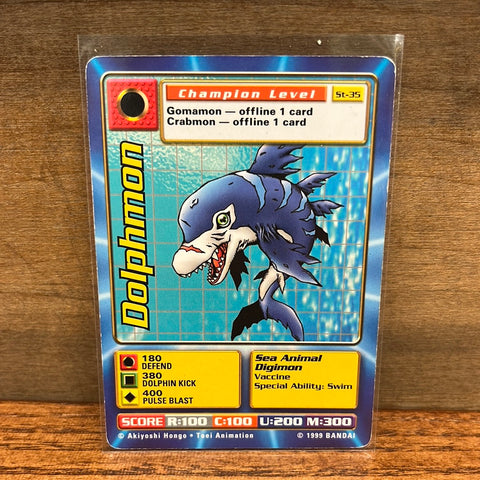 Champion Level
St-35
Gomamon — offline 1 card
Crabmon — offline 1 card
Dolphmon
180
DEFEND
380
DOLPHIN KICK
400
PULSE BLAST
Sea Animal
Digimon
Vaccine
Special Ability: Swim
SCORE R:100 C:100 U:200 M:300
© Akiyoshi Hongo • Toei Animation
© 1999 BANDAI